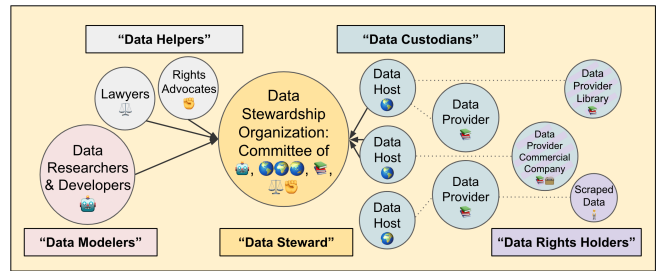 “Data Helpers”
“Data Custodians”
Lawyers
Rights
Advocates
Data
Researchers
& Developers
Data
Stewardship
Organization:
Committee of
🤖, 🌎🌍🌏, 📚,
⚖️✊
Data
Host
Data
Host
Data
Host
Data
Provider
Data
Provider
Data
Provider
Library
Data
Provider
Commercial
Company
Scraped
Data
“Data Modelers”
“Data Steward”
“Data Rights Holders”